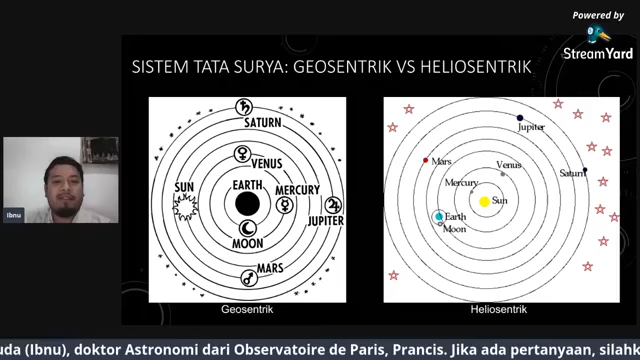 Powered by
StreamYard
SISTEM TATA SURYA: GEOSENTRIK VS HELIOSENTRIK
SATURN
VENUS
SUN
EARTH
MERCURY
JUPITER
MOON
MARS
Geosentrik
Jupiter
Mars
Venus
Saturn
Mercury
Sun
Earth
Moon
Heliosentrik
Ibnu
uda (Ibnu), doktor Astronomi dari Observatoire de Paris, Prancis. Jika ada pertanyaan, silahk